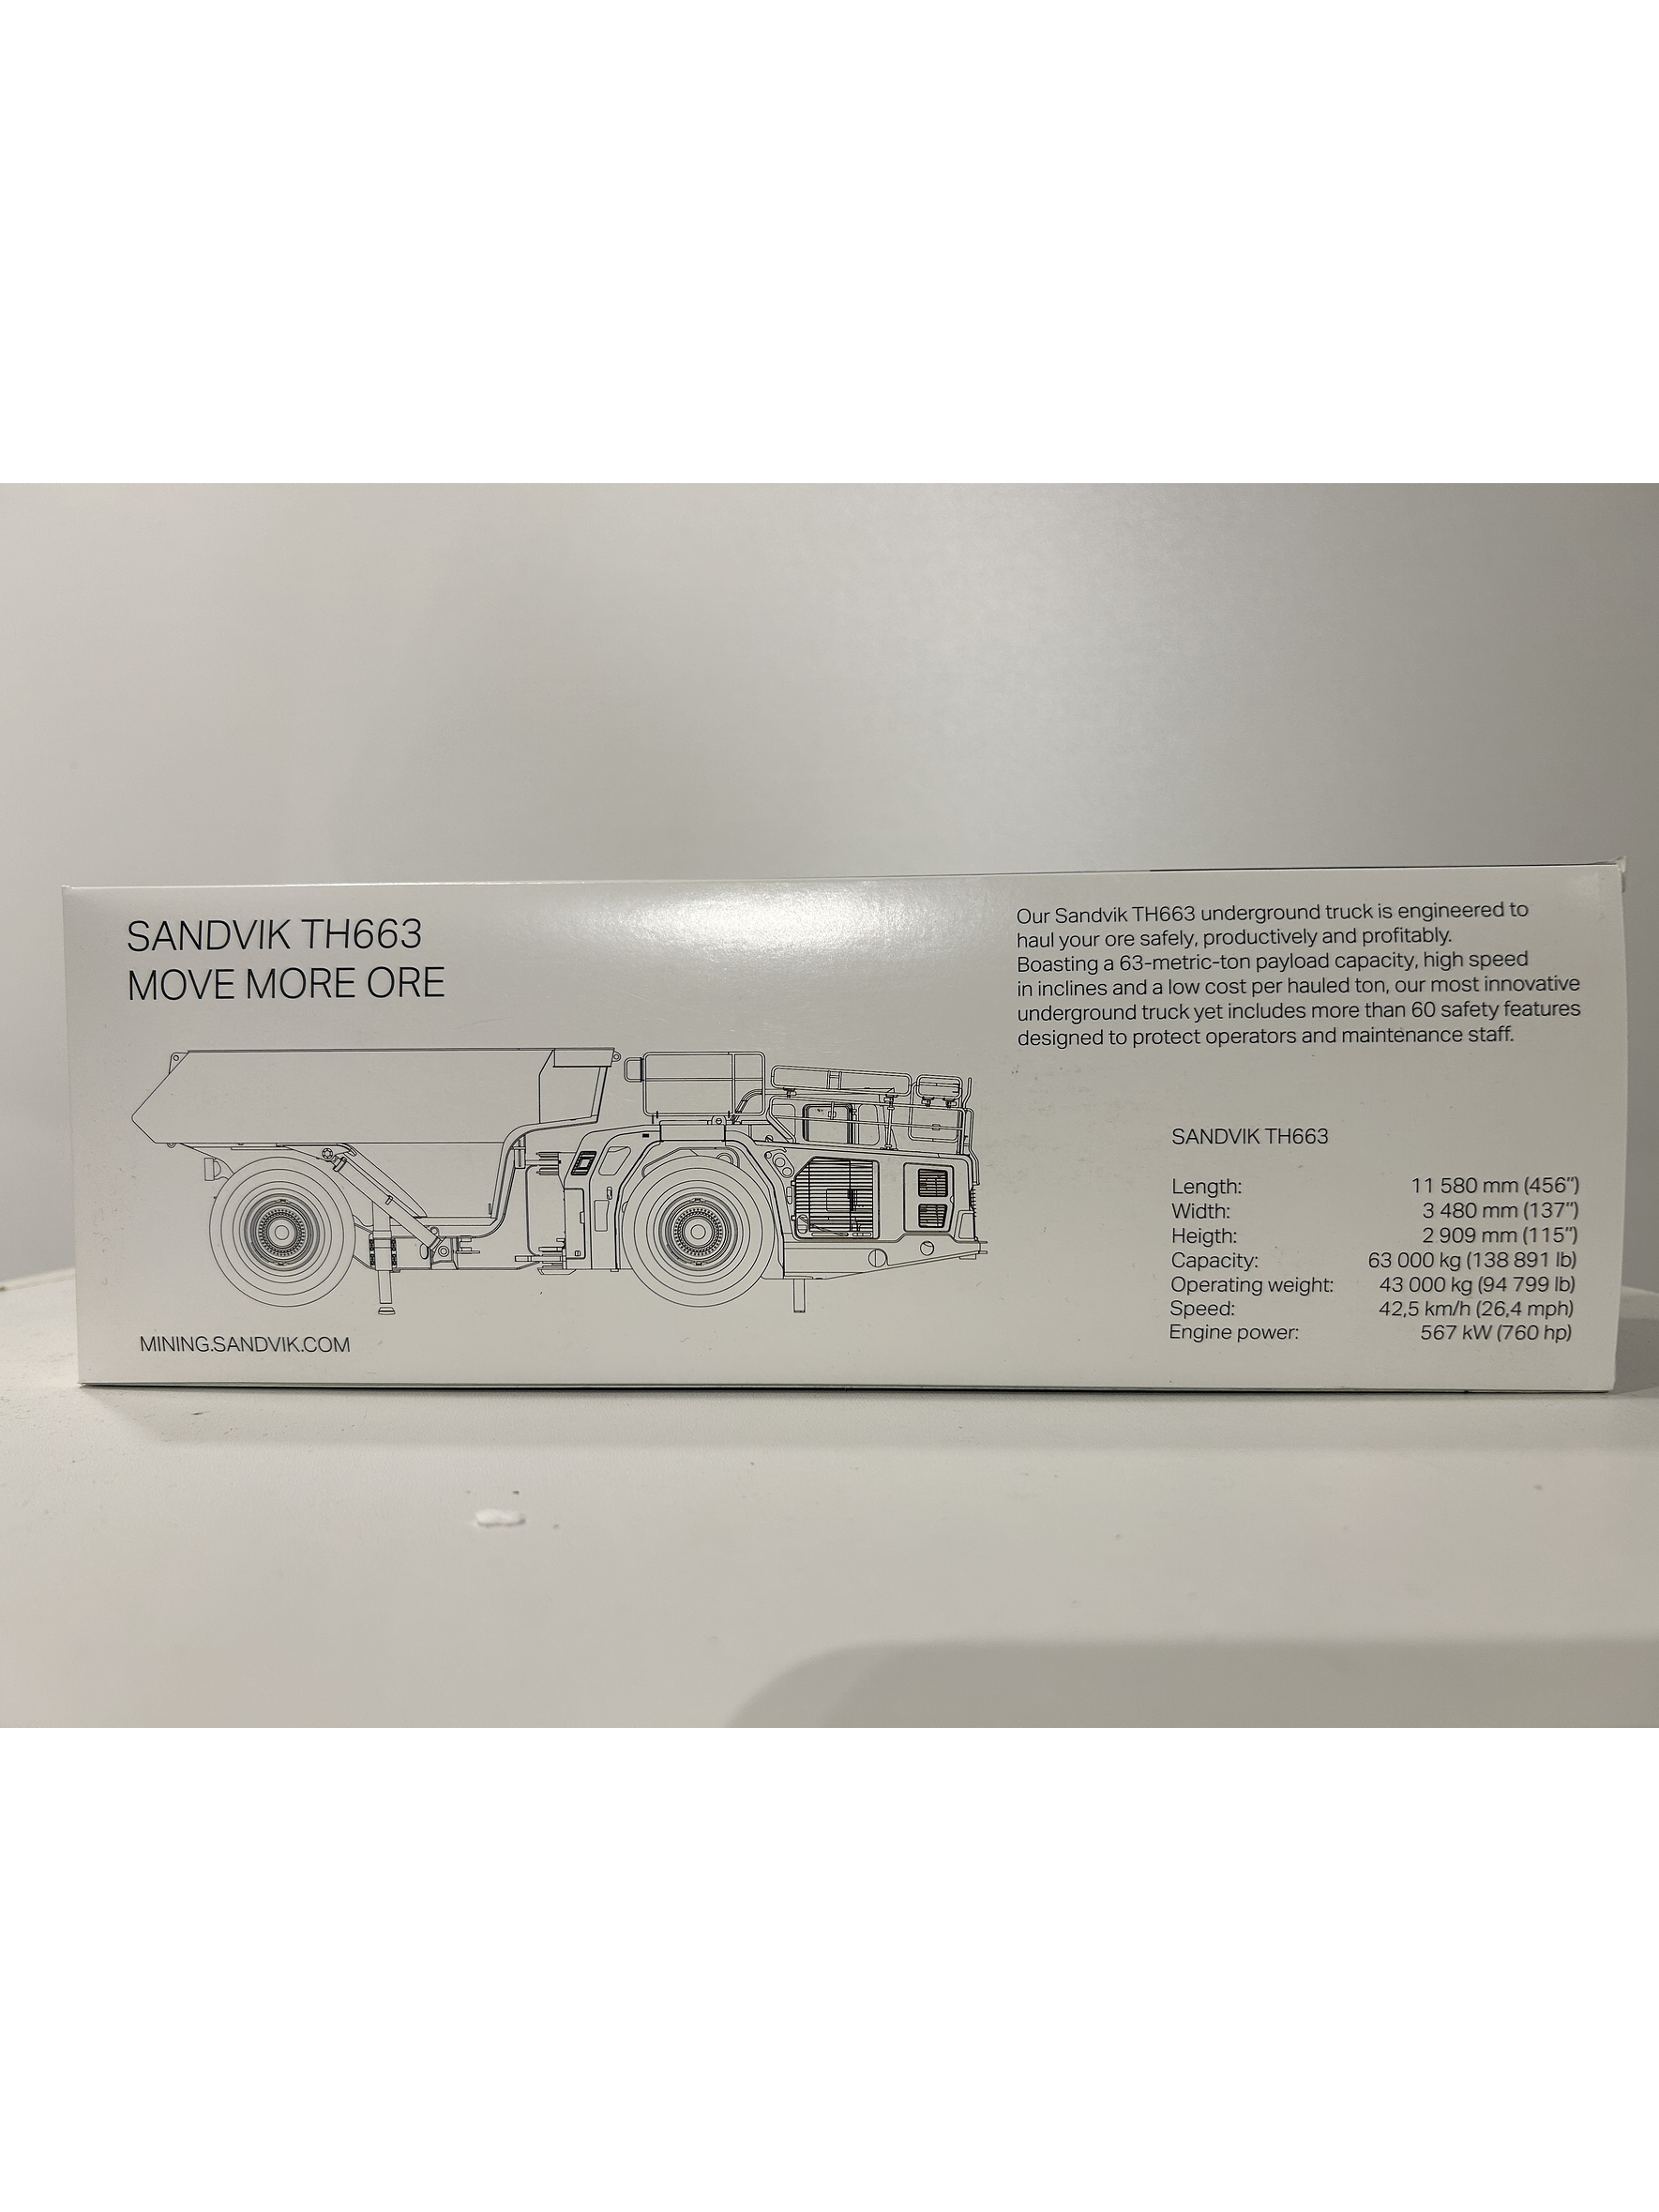 SANDVIK TH663
MOVE MORE ORE
Our Sandvik TH663 underground truck is engineered to
haul your ore safely, productively and profitably.
Boasting a 63-metric-ton payload capacity, high speed
in inclines and a low cost per hauled ton, our most innovative
underground truck yet includes more than 60 safety features
designed to protect operators and maintenance staff.
SANDVIK TH663
Length: 11 580 mm (456”)
Width: 3 480 mm (137”)
Heigth: 2 909 mm (115”)
Capacity: 63 000 kg (138 891 lb)
Operating weight: 43 000 kg (94 799 lb)
Speed: 42,5 km/h (26,4 mph)
Engine power: 567 kW (760 hp)
MINING.SANDVIK.COM